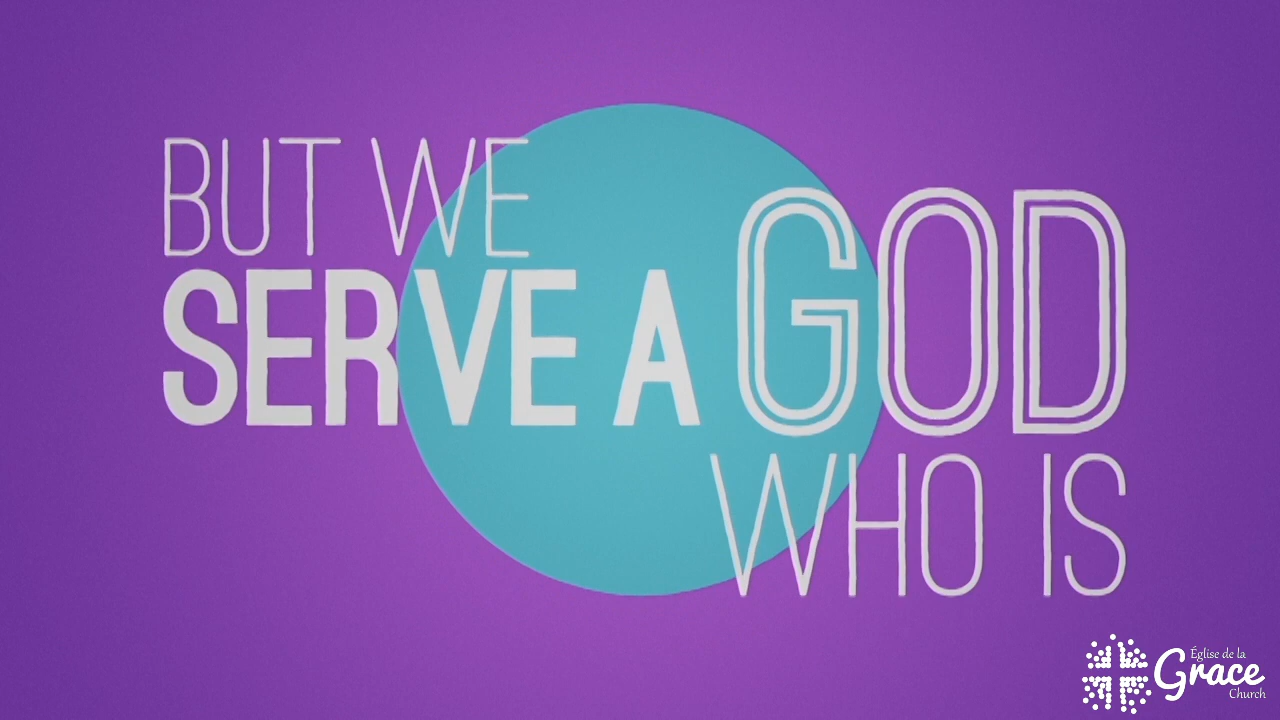 BUT WE
SERVE A GOD
WHO IS
Église de la
Grace
Church